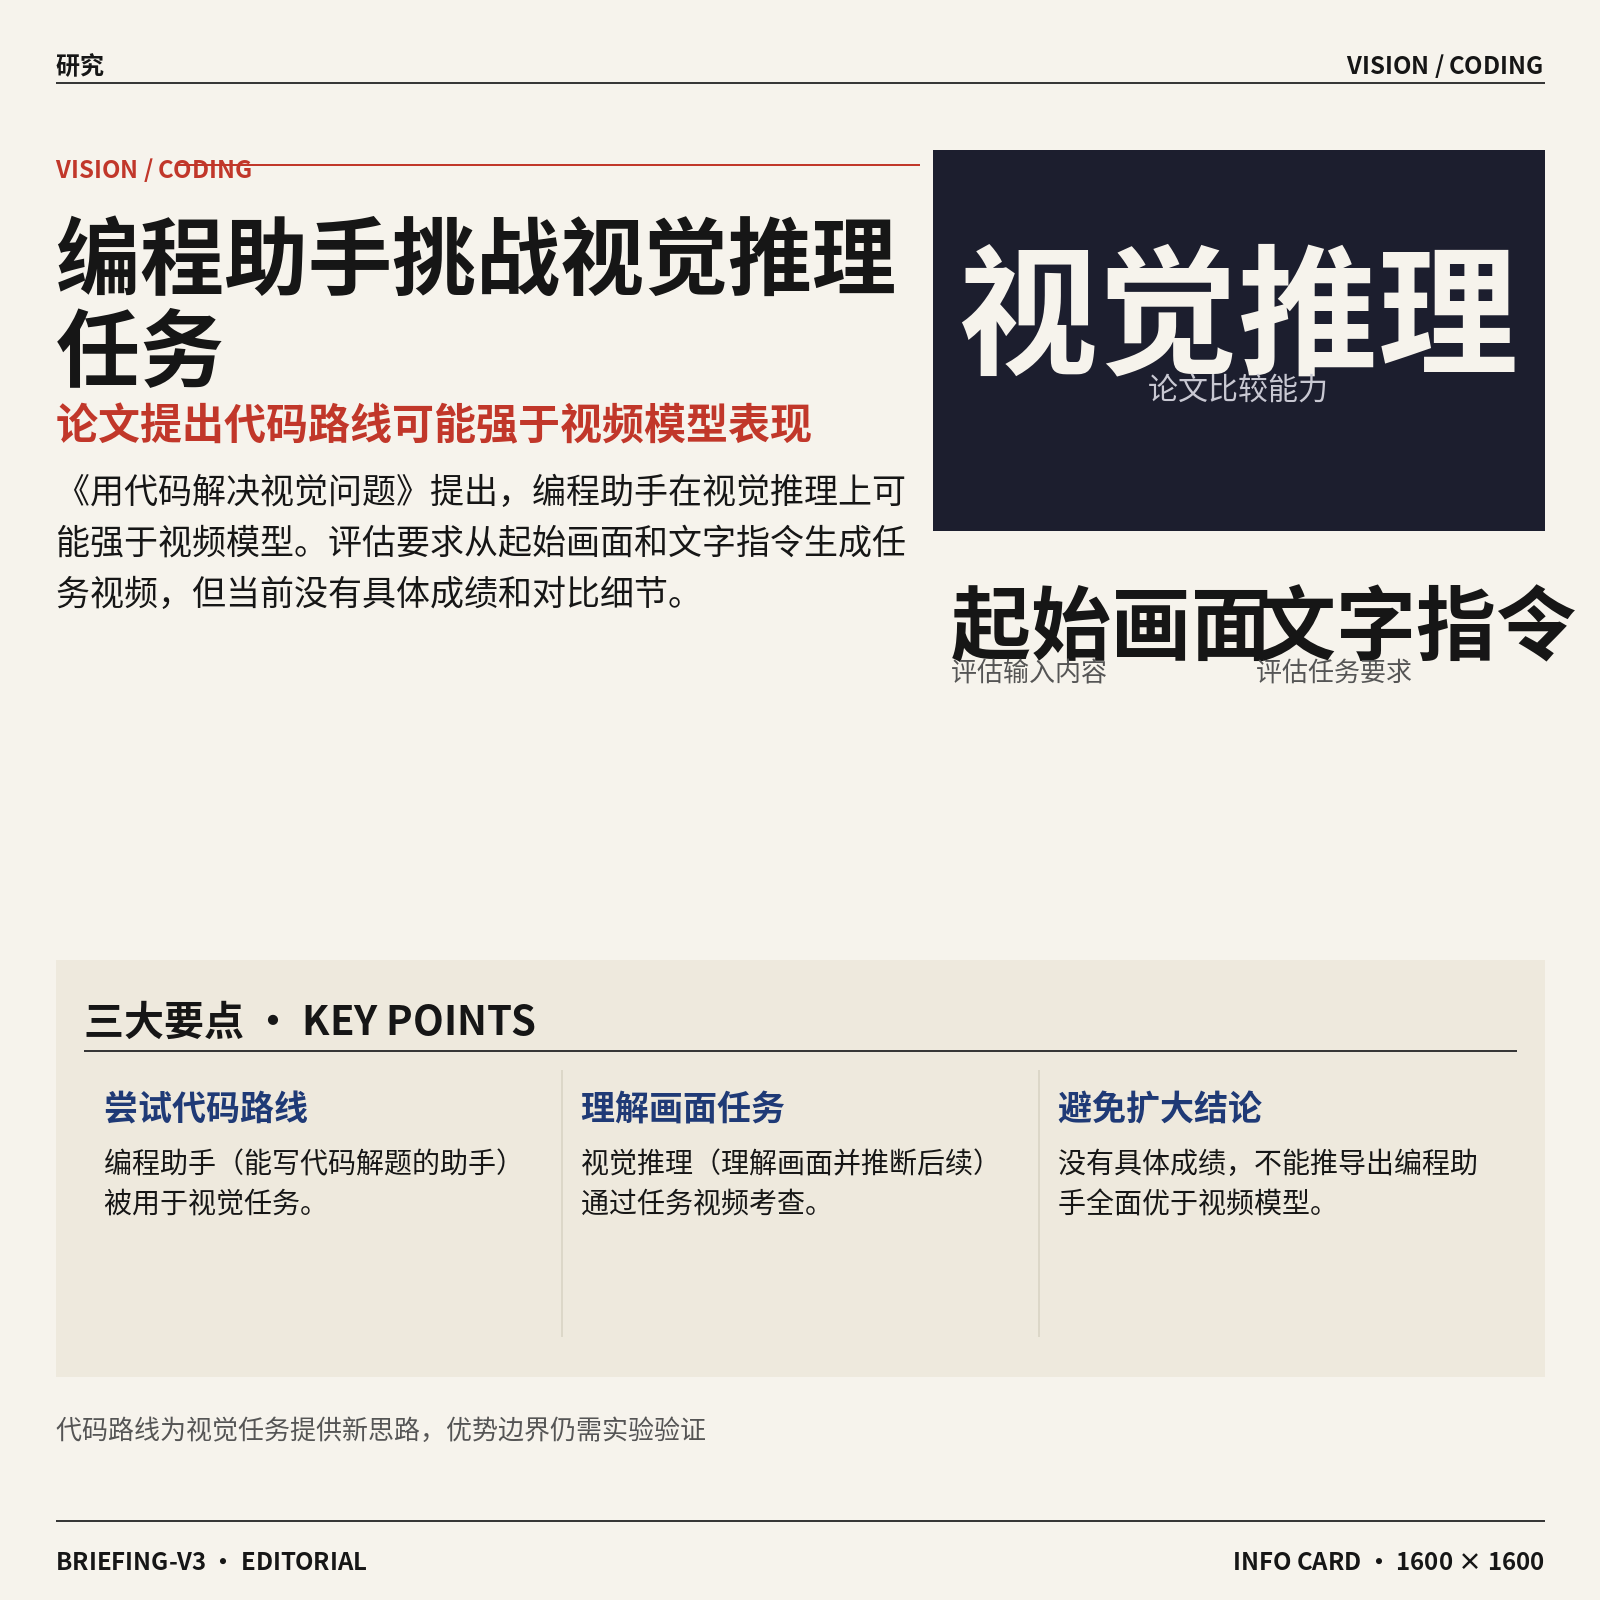 研究
VISION / CODING
VISION / CODING
编程助手挑战视觉推理
任务
论文提出代码路线可能强于视频模型表现
《用代码解决视觉问题》提出，编程助手在视觉推理上可
能强于视频模型。评估要求从起始画面和文字指令生成任
务视频，但当前没有具体成绩和对比细节。
视觉推理
论文比较能力
起始画面
评估输入内容
文字指令
评估任务要求
三大要点 • KEY POINTS
尝试代码路线
编程助手（能写代码解题的助手）
被用于视觉任务。
理解画面任务
视觉推理（理解画面并推断后续）
通过任务视频考查。
避免扩大结论
没有具体成绩，不能推导出编程助
手全面优于视频模型。
代码路线为视觉任务提供新思路，优势边界仍需实验验证
BRIEFING-V3 • EDITORIAL
INFO CARD • 1600 × 1600